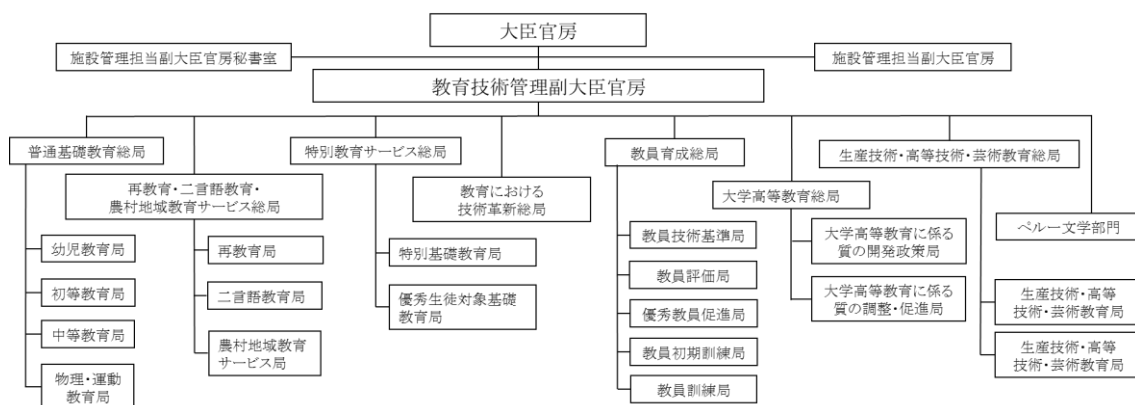 大臣官房
施設管理担当副大臣官房秘書室
施設管理担当副大臣官房
教育技術管理副大臣官房
普通基礎教育総局
特別教育サービス総局
教員育成総局
生産技術・高等技術・芸術教育総局
再教育・二言語教育・
農村地域教育サービス総局
教育における
技術革新総局
大学高等教育総局
ペルー文学部門
幼児教育局
初等教育局
中等教育局
物理・運動
教育局
再教育局
二言語教育局
農村地域教育
サービス局
特別基礎教育局
優秀生徒対象基礎
教育局
教員技術基準局
教員評価局
優秀教員促進局
教員初期訓練局
教員訓練局
大学高等教育に係る
質の開発政策局
大学高等教育に係る
質の調整・促進局
生産技術・高等
技術・芸術教育局
生産技術・高等
技術・芸術教育局